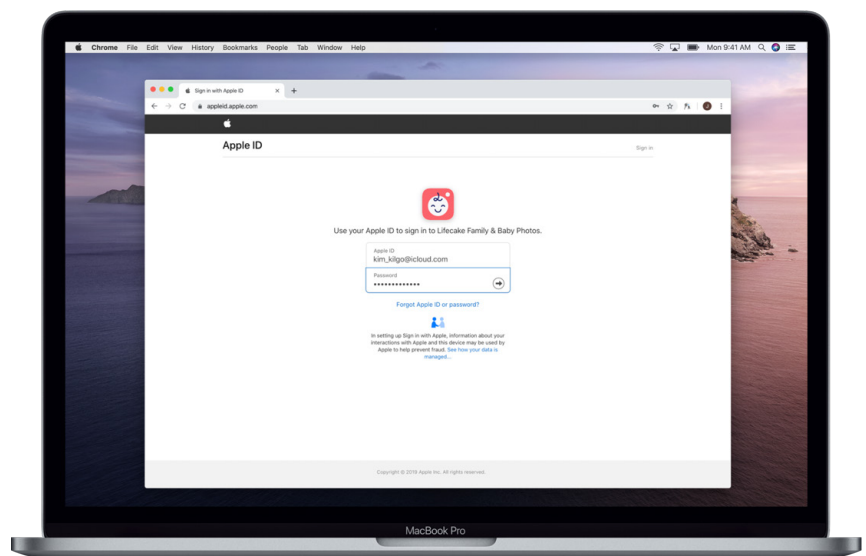 Chrome File Edit View History Bookmarks People Tab Window Help Mon 9:41 AM
Sign in with Apple ID
appleid.apple.com
Apple ID Sign in
Use your Apple ID to sign in to Lifecake Family & Baby Photos.
Apple ID
kim_kilgo@icloud.com
Password
Forgot Apple ID or password?
In setting up Sign in with Apple, information about your
interactions with Apple and this device may be used by
Apple to help prevent fraud. See how your data is
managed...
Copyright © 2019 Apple Inc. All rights reserved.
MacBook Pro